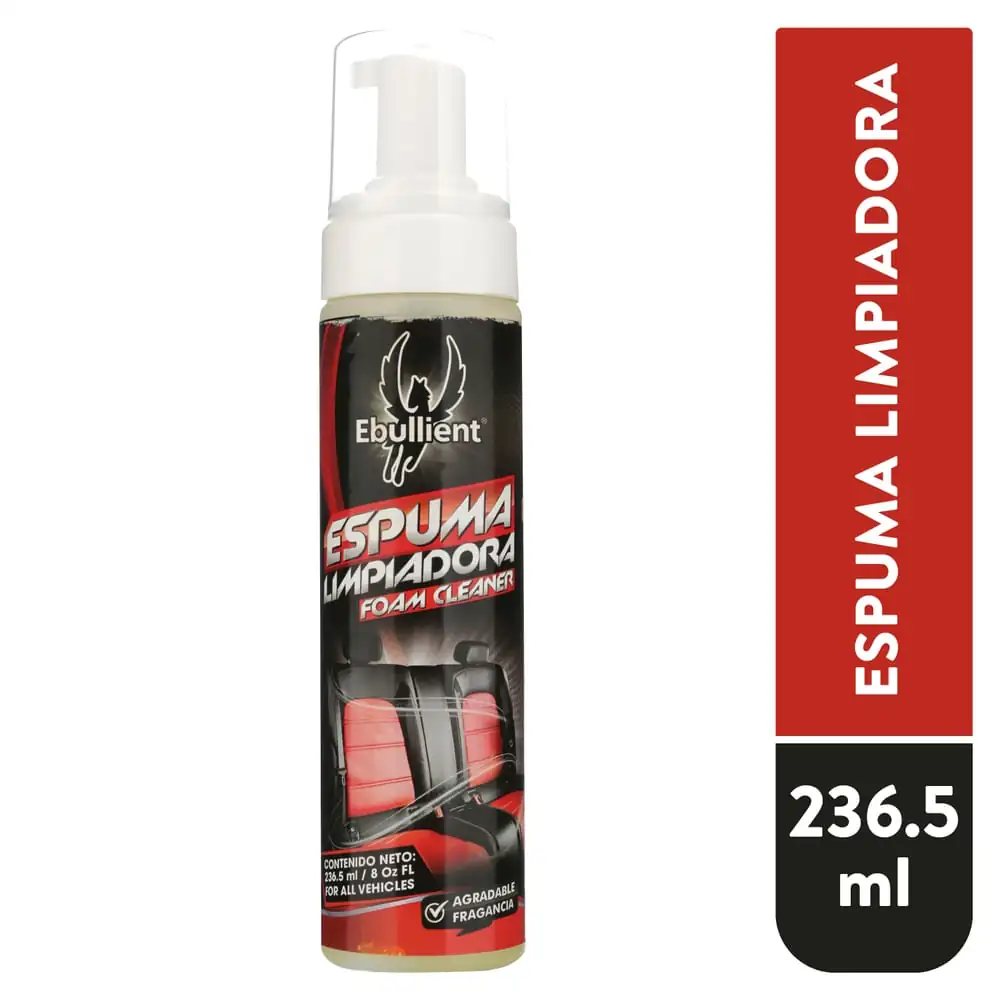 Ebullient®
ESPUMA
LIMPIADORA
FOAM CLEANER
CONTENIDO NETO:
236.5 ml / 8 Oz FL
FOR ALL VEHICLES
AGRADABLE
FRAGANCIA
ESPUMA LIMPIADORA
236.5
ml